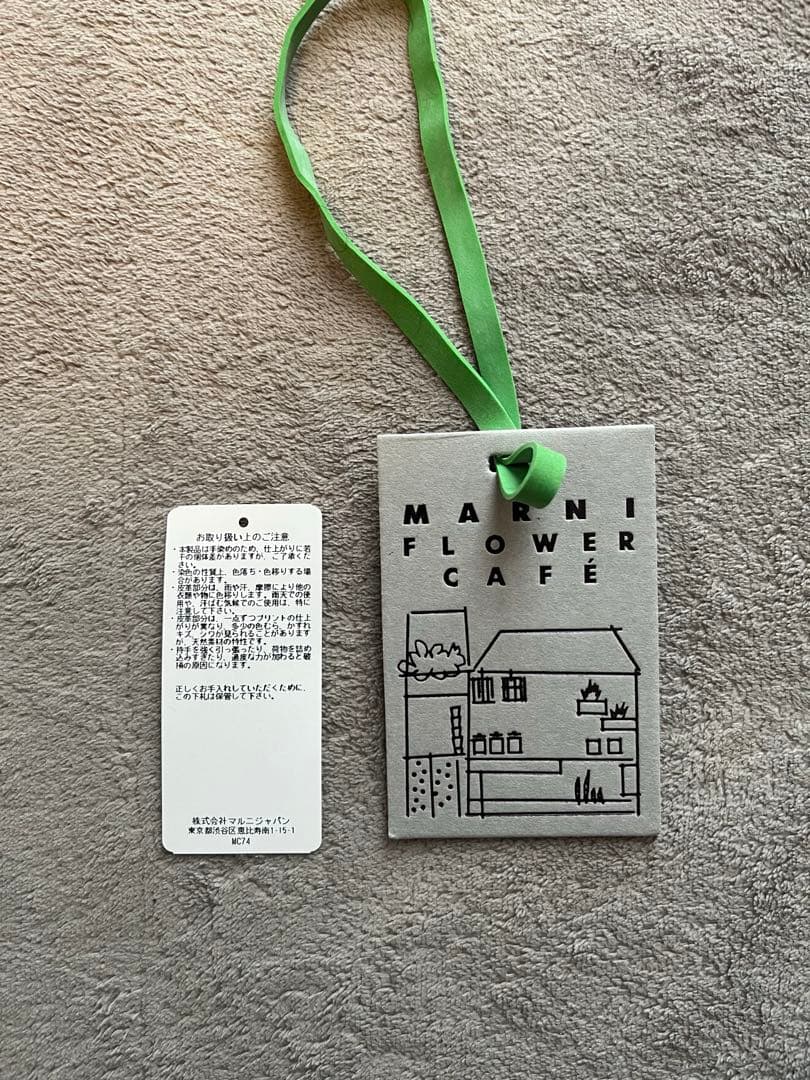 お取り扱い上のご注意
・本製品は手染めのため、仕上がりに若
干の個体差がありますが、ご了承くだ
さい。
・染色の性質上、色落ち・色移りする場
合があります。
・皮革部分は、雨や汗、摩擦により他の
衣類や物に色移りします。雨天での使
用や、汗ばむ気候でのご使用は、特に
注意して下さい。
・皮革部分は、一点ずつプリントの仕上
がりが異なり、多少の色むら、かすれ
キズ、シワが見られることがあります
が、天然素材の特性です。
・持手を強く引っ張ったり、荷物を詰め
込みすぎたり、過度な力が加わると破
損の原因になります。
正しくお手入れしていただくために、
この下札は保管して下さい。
株式会社マルニジャパン
東京都渋谷区恵比寿南1-15-1
MC74
MARNI
FLOWER
CAFÉ